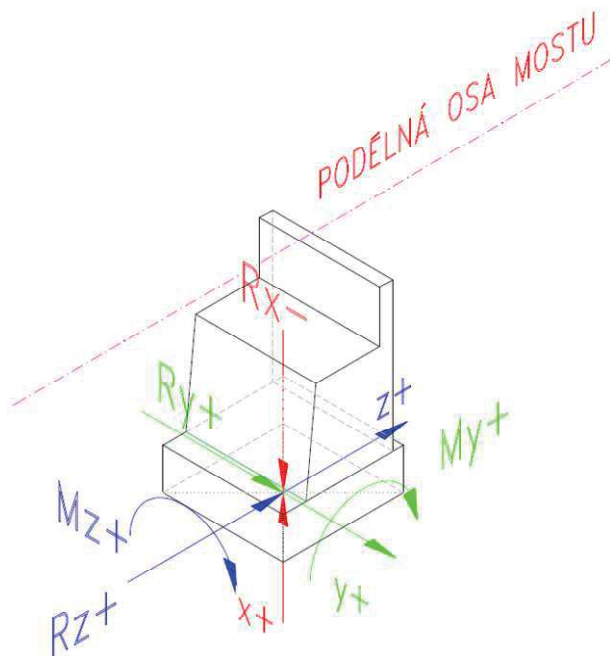 PODÉLNÁ OSA MOSTU
Rx-
Ry+
z+
My+
Mz+
x+
y+
Rz+